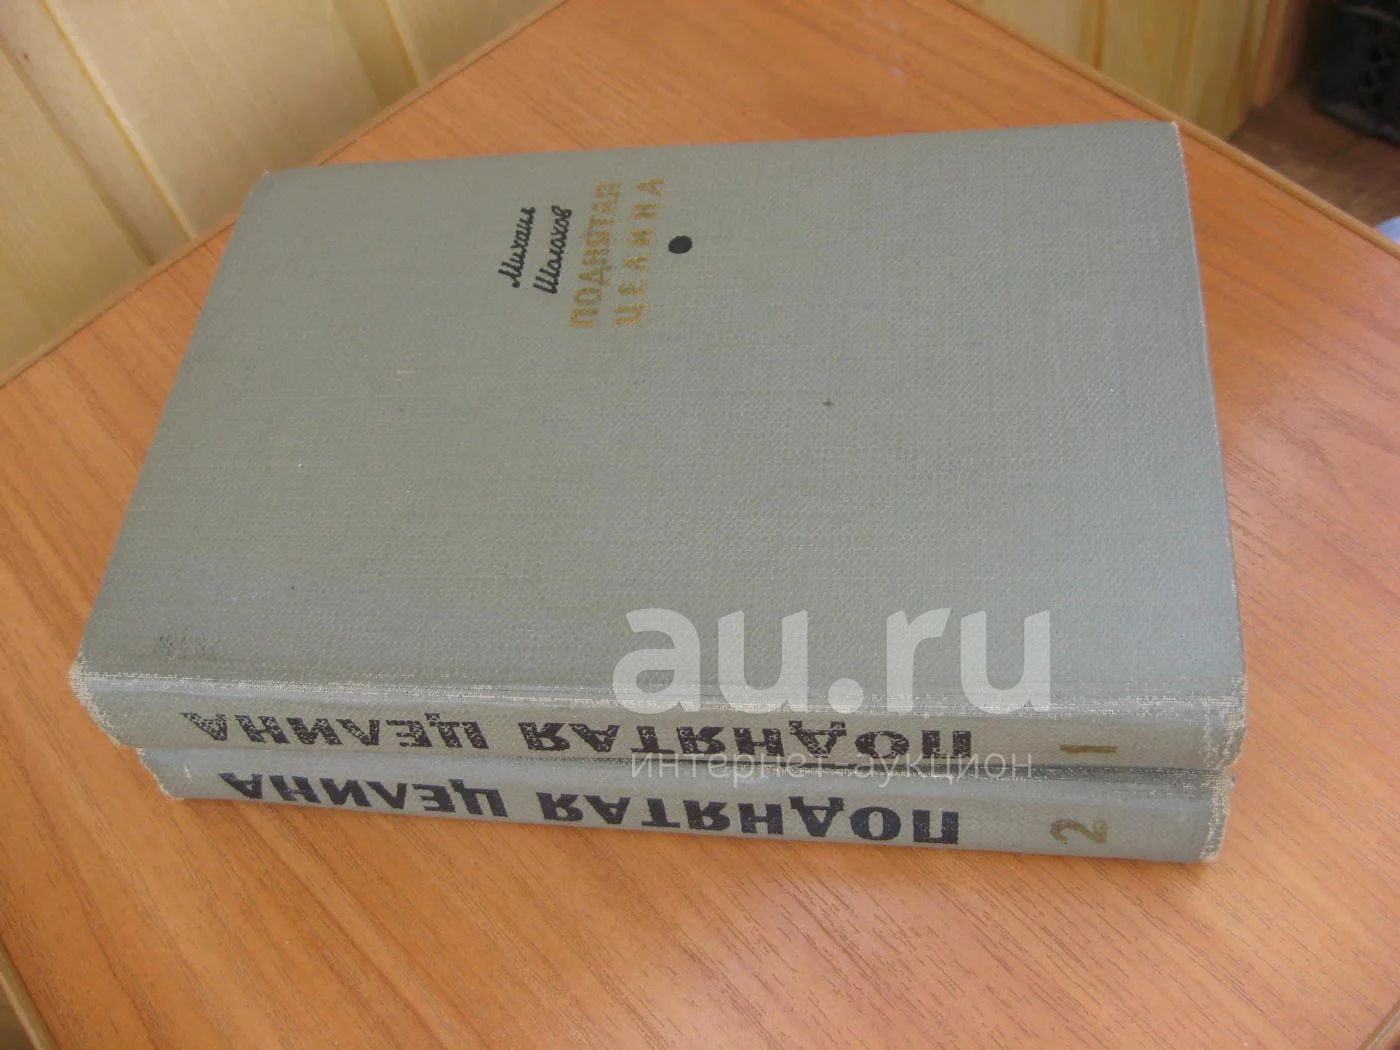 Михаил
Шолохов
ПОДНЯТАЯ
ЦЕЛИНА
ПОДНЯТАЯ ЦЕЛИНА 1
ПОДНЯТАЯ ЦЕЛИНА 2
au.ru
интернет-аукцион